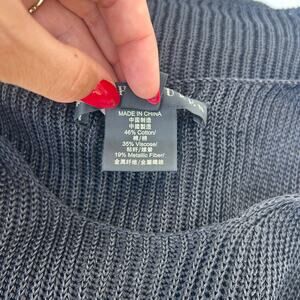 MADE IN CHINA
中国制造
中國製造
46% Cotton/
棉/棉
35% Viscose/
粘纤/嫘縈
19% Metallic Fiber/
金属纤维/金屬纖維